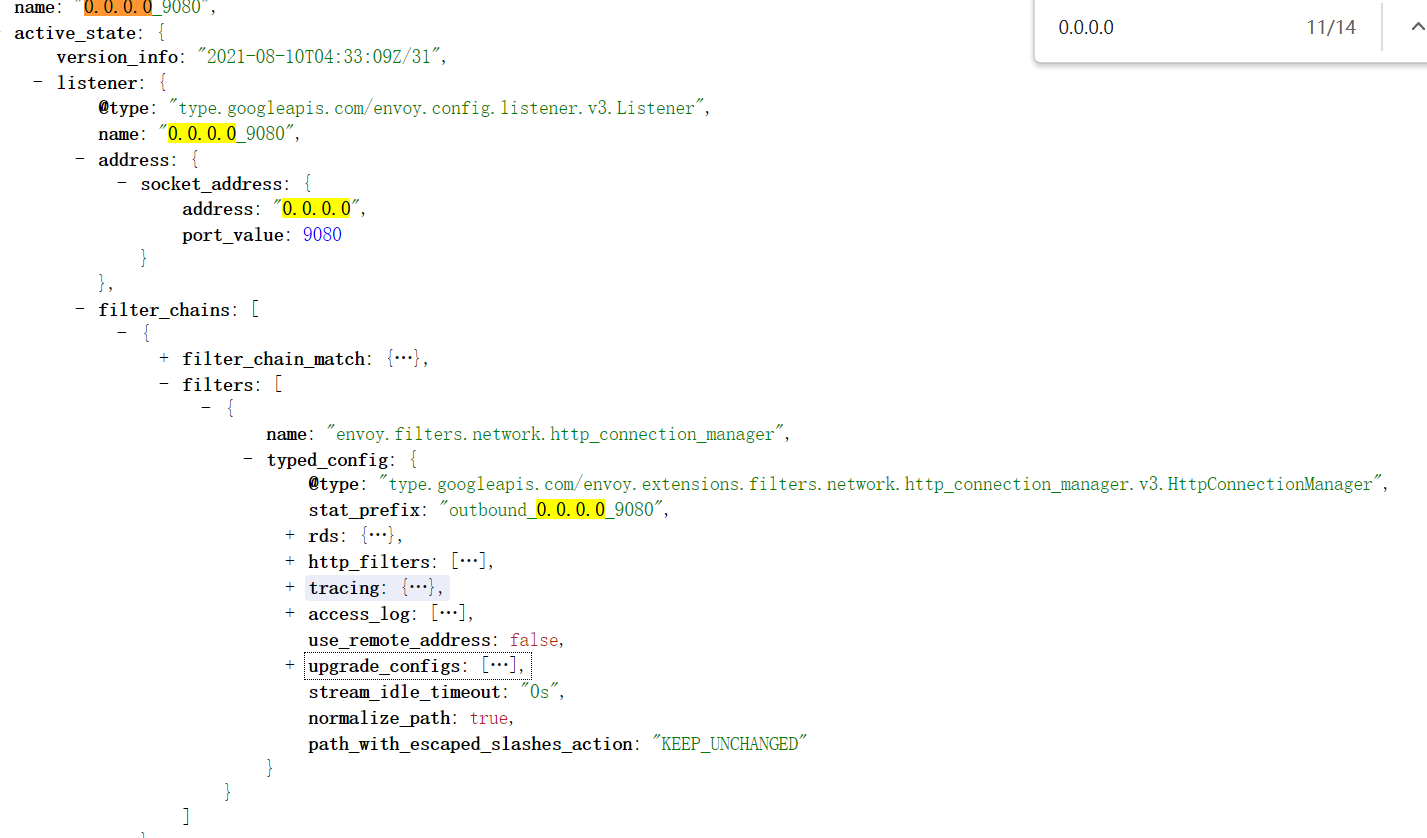 name: "0.0.0.0_9080",
0.0.0.0 11/14
active_state: {
version_info: "2021-08-10T04:33:09Z/31",
- listener: {
@type: "type.googleapis.com/envoy.config.listener.v3.Listener",
name: "0.0.0.0_9080",
- address: {
- socket_address: {
address: "0.0.0.0",
port_value: 9080
}
},
- filter_chains: [
- {
+ filter_chain_match: {…},
- filters: [
- {
name: "envoy.filters.network.http_connection_manager",
- typed_config: {
@type: "type.googleapis.com/envoy.extensions.filters.network.http_connection_manager.v3.HttpConnectionManager",
stat_prefix: "outbound_0.0.0.0_9080",
+ rds: {…},
+ http_filters: […],
+ tracing: {…},
+ access_log: […],
use_remote_address: false,
+ upgrade_configs: […],
stream_idle_timeout: "0s",
normalize_path: true,
path_with_escaped_slashes_action: "KEEP_UNCHANGED"
}
}
]